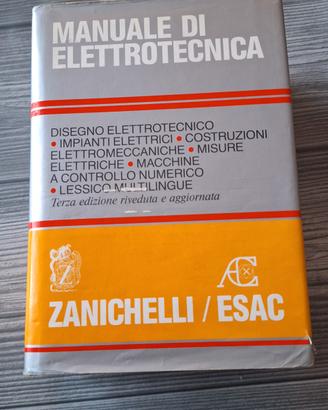 MANUALE DI
ELETTROTECNICA
DISEGNO ELETTROTECNICO
• IMPIANTI ELETTRICI • COSTRUZIONI
ELETTROMECCANICHE • MISURE
ELETTRICHE • MACCHINE
A CONTROLLO NUMERICO
• LESSICO MULTILINGUE
Terza edizione riveduta e aggiornata
ZANICHELLI / ESAC